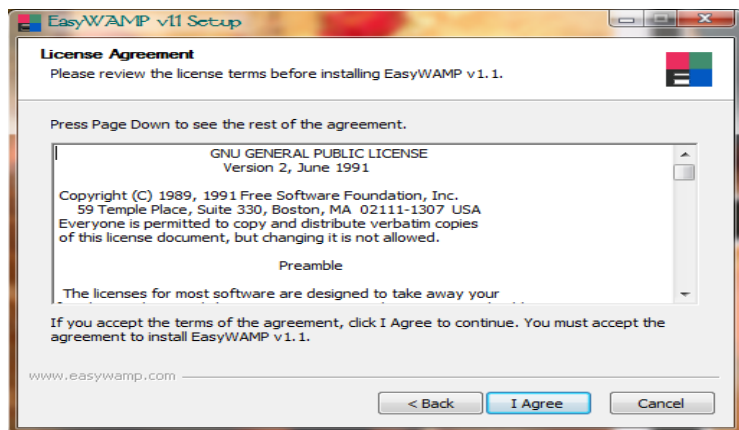 EasyWAMP v1.1 Setup
License Agreement
Please review the license terms before installing EasyWAMP v1.1.
Press Page Down to see the rest of the agreement.
GNU GENERAL PUBLIC LICENSE
Version 2, June 1991
Copyright (C) 1989, 1991 Free Software Foundation, Inc.
59 Temple Place, Suite 330, Boston, MA 02111-1307 USA
Everyone is permitted to copy and distribute verbatim copies
of this license document, but changing it is not allowed.
Preamble
The licenses for most software are designed to take away your
If you accept the terms of the agreement, click I Agree to continue. You must accept the
agreement to install EasyWAMP v1.1.
www.easywamp.com
< Back I Agree Cancel